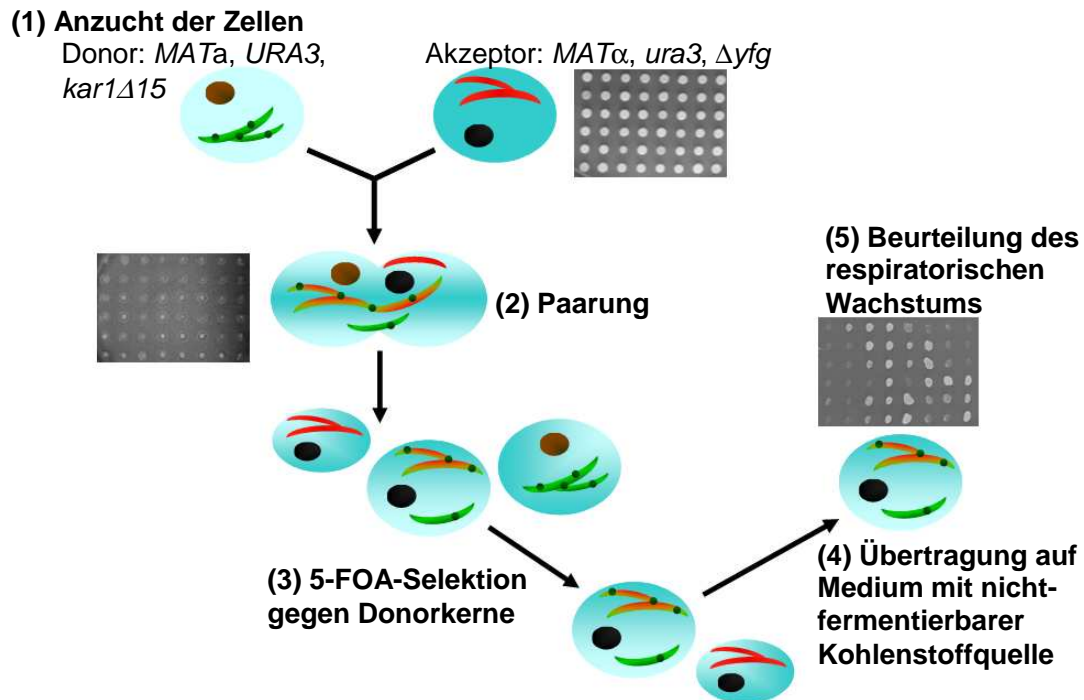 (1) Anzucht der Zellen
Donor: MATa, URA3,
kar1Δ15
Akzeptor: MATα, ura3, Δyfg
(2) Paarung
(3) 5-FOA-Selektion
gegen Donorkerne
(4) Übertragung auf
Medium mit nicht-
fermentierbarer
Kohlenstoffquelle
(5) Beurteilung des
respiratorischen
Wachstums